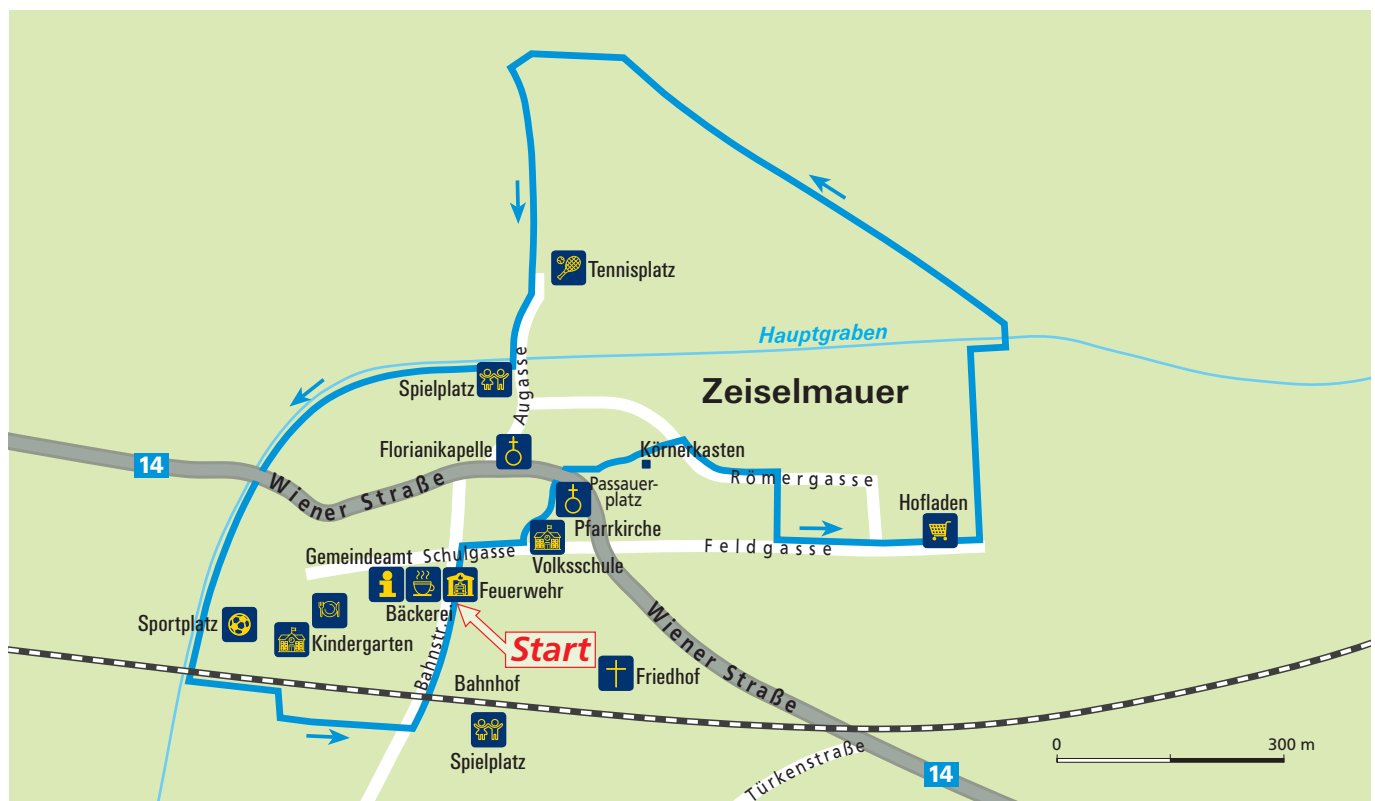 Tennisplatz
Hauptgraben
Augasse
Spielplatz
Zeiselmauer
Florianikapelle
Körnerkasten
14
Wiener Straße
Passauer-
platz
Römergasse
Pfarrkirche
Hofladen
Gemeindeamt
Schulgasse
Volksschule
Feldgasse
Feuerwehr
Bäckerei
Sportplatz
Kindergarten
Bahnstr.
Start
Wiener Straße
Bahnhof
Friedhof
Spielplatz
Türkenstraße
0 300 m
14